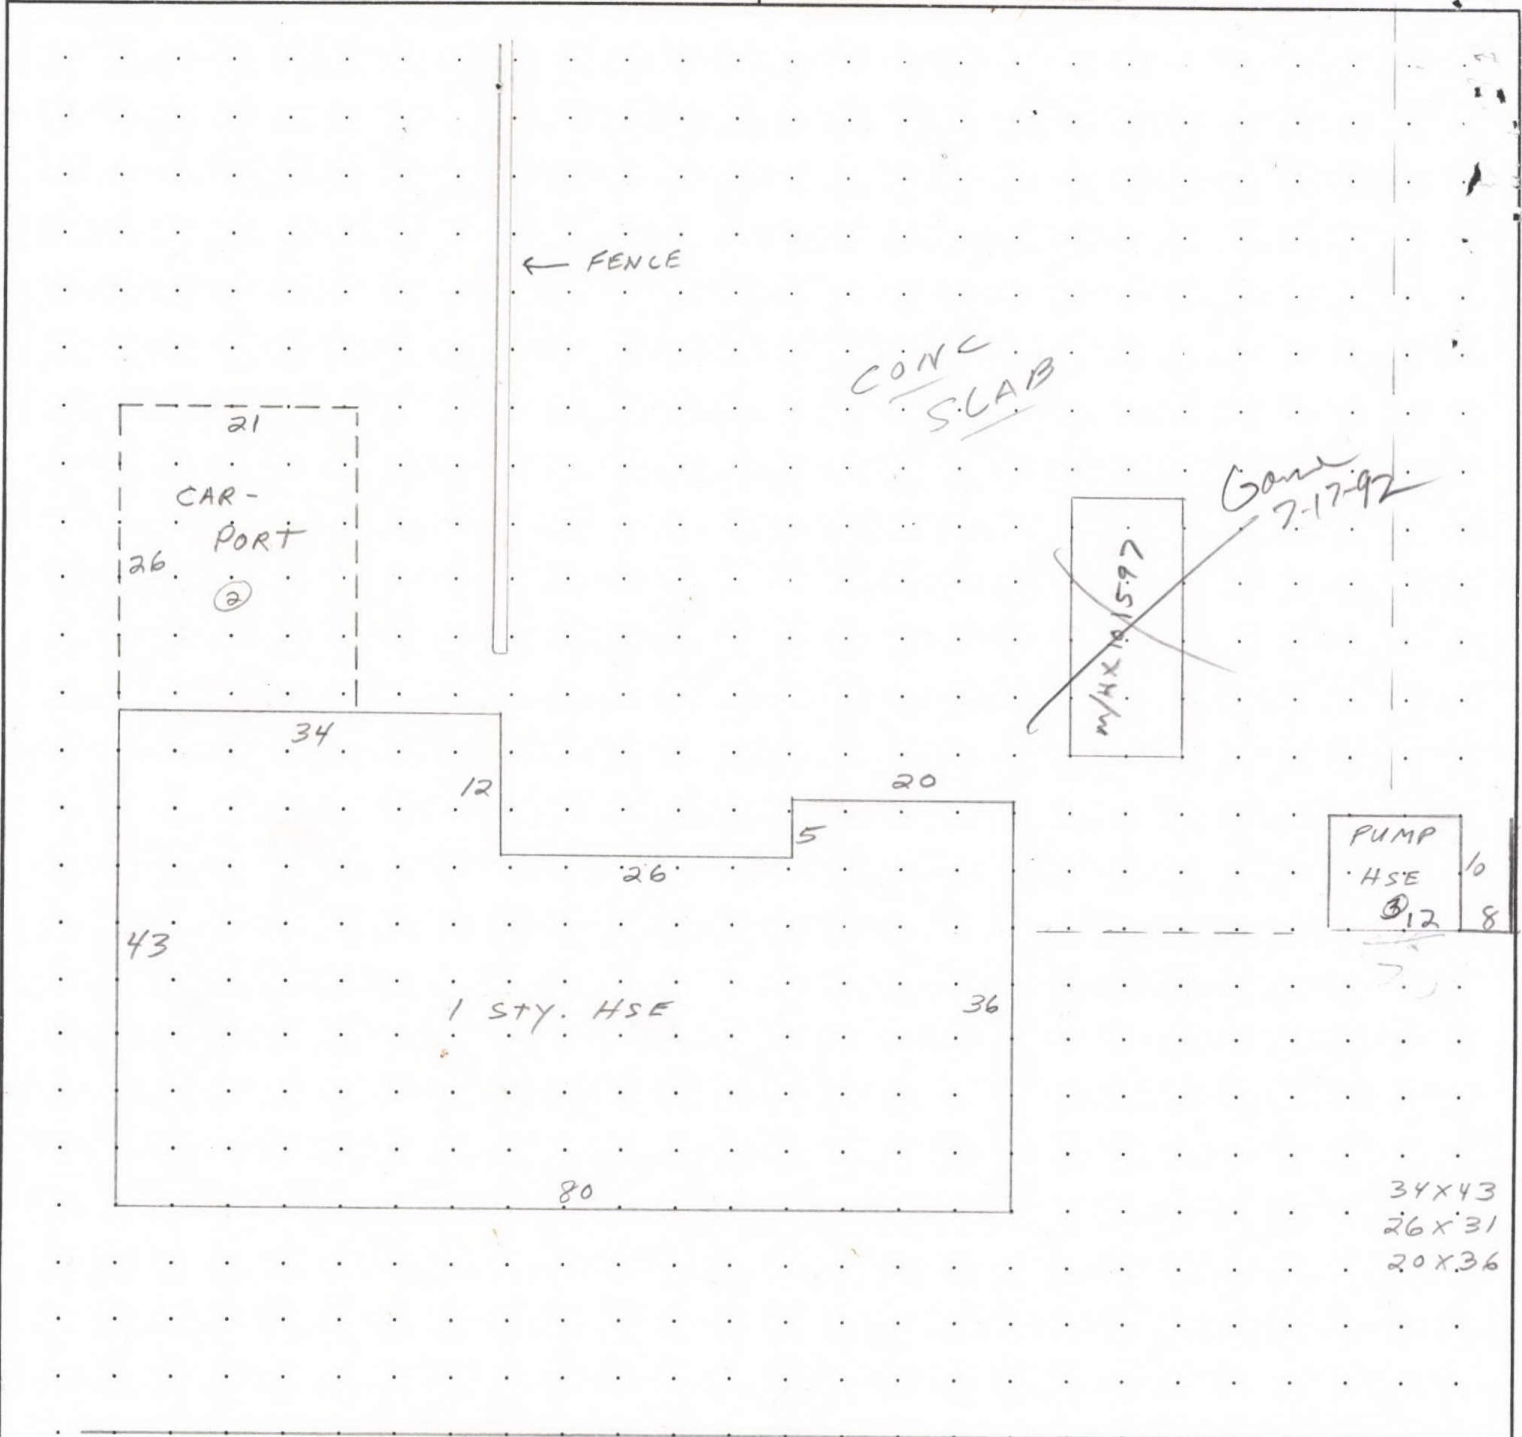 ← FENCE
CONC
SLAB
21
CAR-
PORT
26
②
Gone
7-17-92
34
12
20
5
26
PUMP
HSE
10
③ 12
8
43
1 STY. HSE
36
80
34X43
26X31
20X36